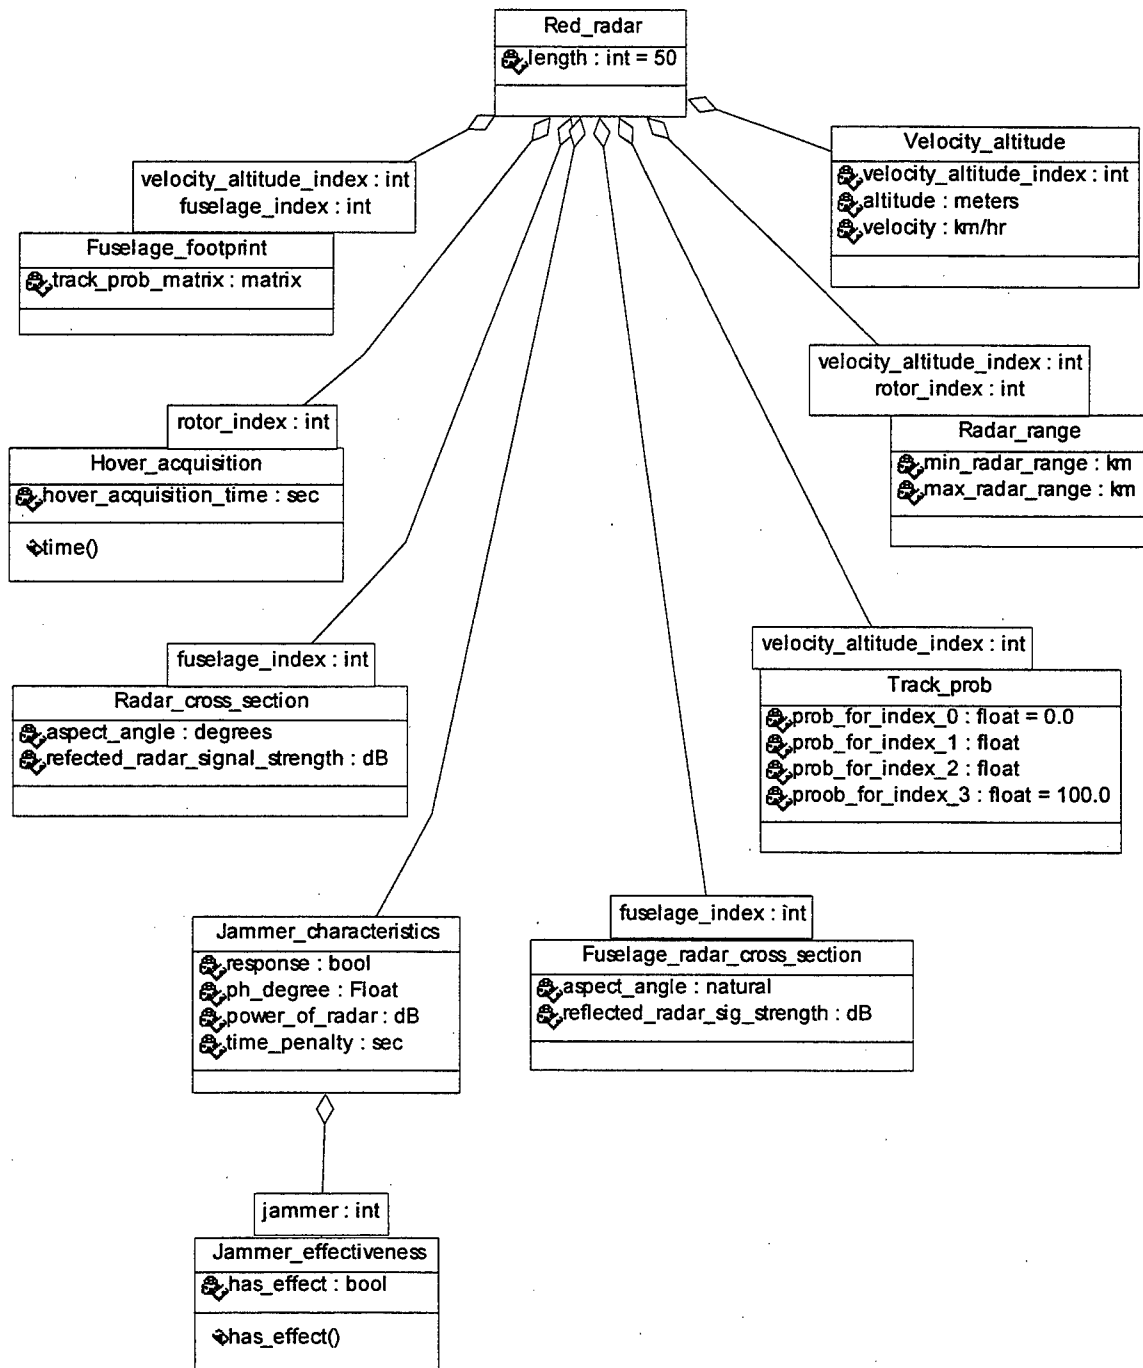 Red_radar
length : int = 50
velocity_altitude_index : int
fuselage_index : int
Fuselage_footprint
track_prob_matrix : matrix
Velocity_altitude
velocity_altitude_index : int
altitude : meters
velocity : km/hr
rotor_index : int
Hover_acquisition
hover_acquisition_time : sec
time()
velocity_altitude_index : int
rotor_index : int
Radar_range
min_radar_range : km
max_radar_range : km
fuselage_index : int
Radar_cross_section
aspect_angle : degrees
refected_radar_signal_strength : dB
velocity_altitude_index : int
Track_prob
prob_for_index_0 : float = 0.0
prob_for_index_1 : float
prob_for_index_2 : float
proob_for_index_3 : float = 100.0
Jammer_characteristics
response : bool
ph_degree : Float
power_of_radar : dB
time_penalty : sec
fuselage_index : int
Fuselage_radar_cross_section
aspect_angle : natural
reflected_radar_sig_strength : dB
jammer : int
Jammer_effectiveness
has_effect : bool
has_effect()